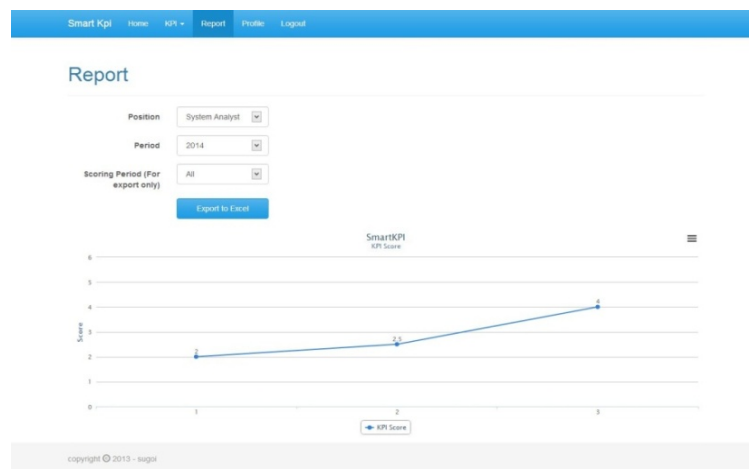 Smart Kpi Home KPI Report Profile Logout
Report
Position System Analyst
Period 2014
Scoring Period (For export only) All
Export to Excel
SmartKPI
KPI Score
6
5
4
3
2
1
0
Score
2
2.5
4
1 2 3
KPI Score
copyright © 2013 - sugoi